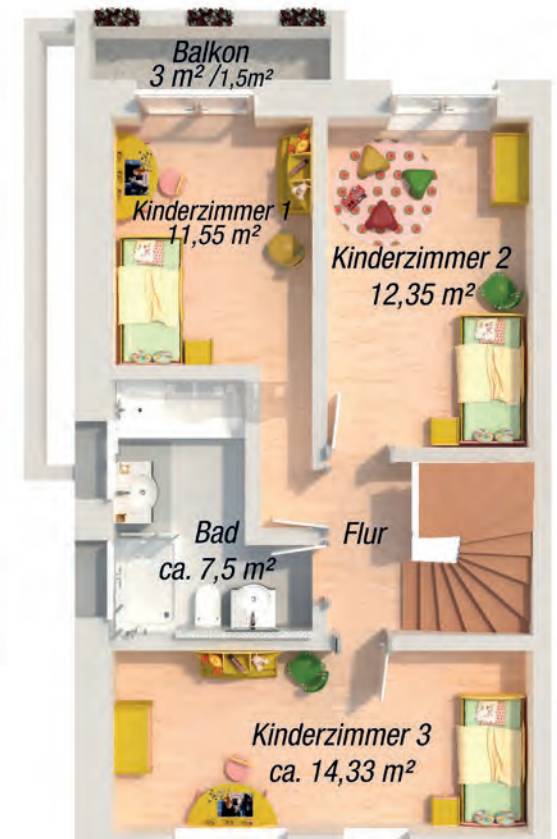 Balkon
3 m² /1,5m²
Kinderzimmer 1
11,55 m²
Kinderzimmer 2
12,35 m²
Bad
ca. 7,5 m²
Flur
Kinderzimmer 3
ca. 14,33 m²